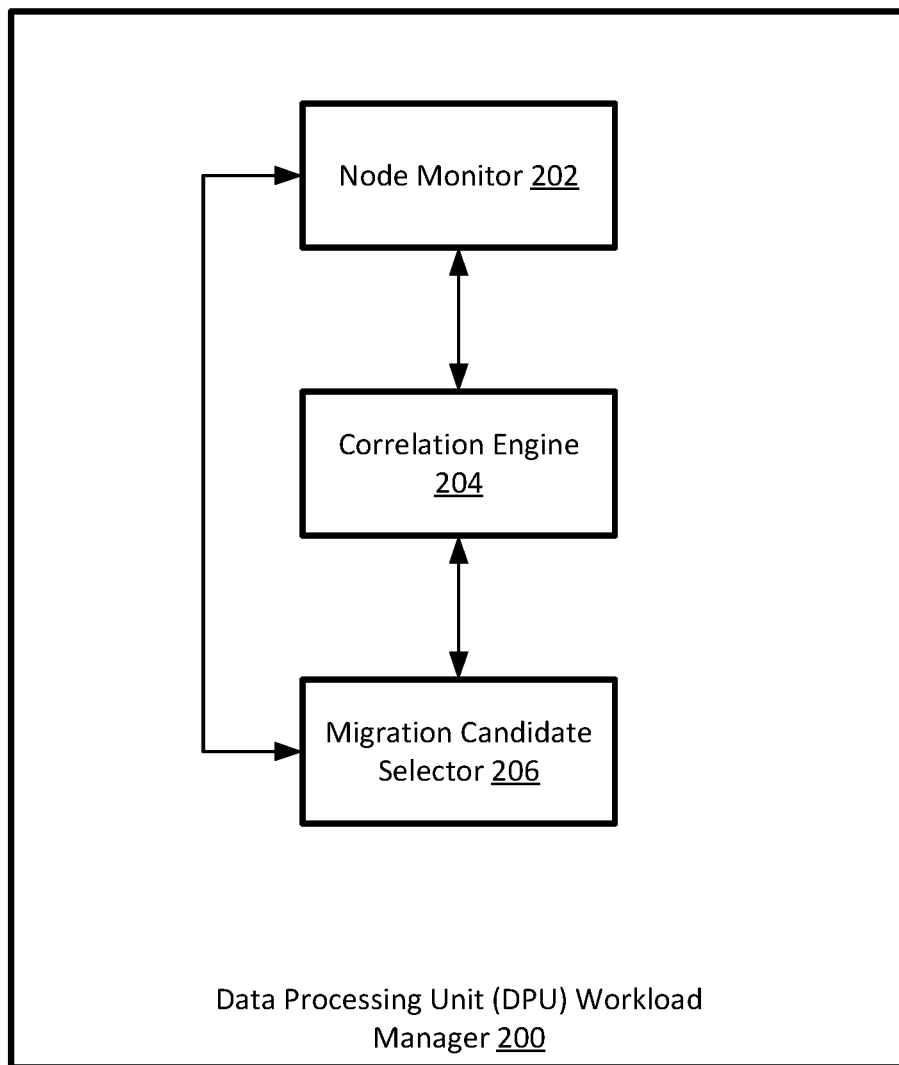 Node Monitor 202
Correlation Engine
204
Migration Candidate
Selector 206
Data Processing Unit (DPU) Workload
Manager 200